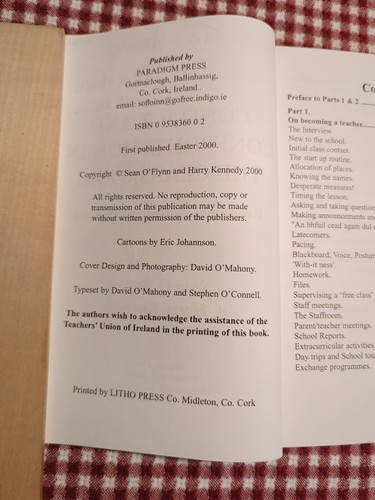 Published by
PARADIGM PRESS
Gormacleogh, Ballinhassig,
Co. Cork, Ireland..
email: sofloinn@gofree.indigo.ie
ISBN 0 9538360 0 2
First published Easter 2000.
Copyright © Sean O'Flynn and Harry Kennedy 2000
All rights reserved. No reproduction, copy or
transmission of this publication may be made
without written permission of the publishers.
Cartoons by Eric Johannson.
Cover Design and Photography: David O'Mahony.
Typeset by David O'Mahony and Stephen O'Connell.
The authors wish to acknowledge the assistance of the
Teachers' Union of Ireland in the printing of this book.
Printed by LITHO PRESS Co. Midleton, Co. Cork
Co
Preface to Parts 1 & 2
Part 1.
On becoming a teacher
The Interview.
New to the school.
Initial class contact.
The start up routine.
Allocation of places.
Knowing the names.
Desperate measures!
Timing the lesson.
Asking and taking question
Making announcements and
"An bhfuil cead agam dul a
Latecomers.
Pacing.
Blackboard, Voice, Posture
'With-it ness'.
Homework.
Files.
Supervising a 'free class'
Staff meetings.
The Staffroom.
Parent/teacher meetings.
School Reports.
Extracurricular activities.
Day trips and School tou
Exchange programmes.